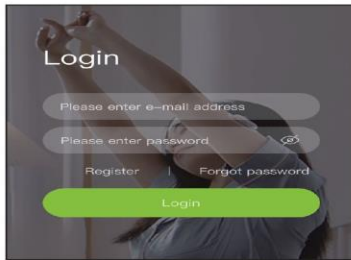 Login
Please enter e-mail address
Please enter password
Register | Forgot password
Login